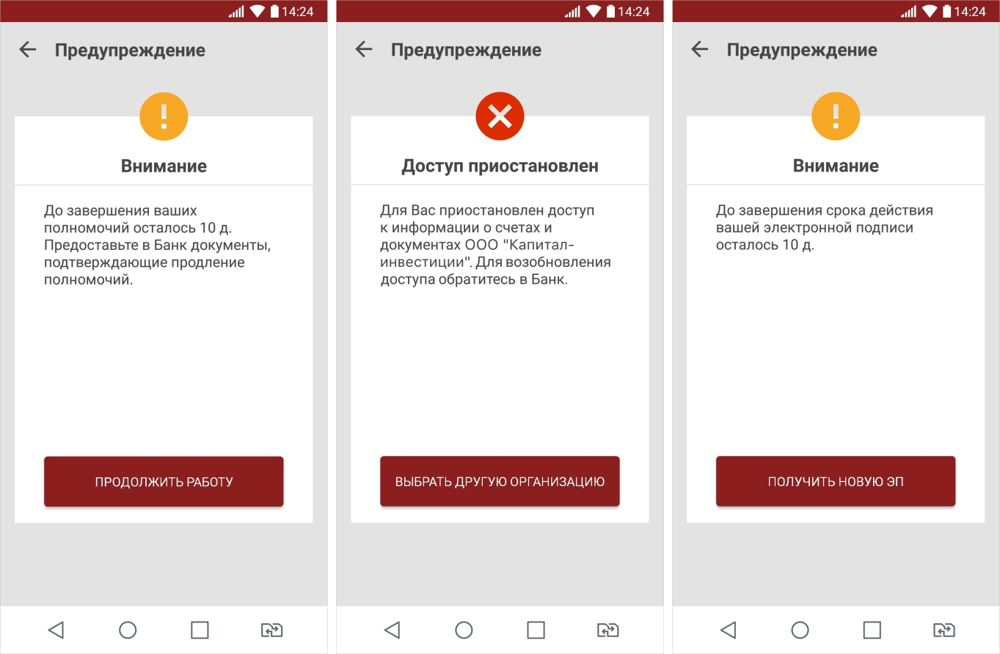 14:24
Предупреждение
Внимание
До завершения ваших
полномочий осталось 10 д.
Предоставьте в Банк документы,
подтверждающие продление
полномочий.
ПРОДОЛЖИТЬ РАБОТУ
14:24
Предупреждение
Доступ приостановлен
Для Вас приостановлен доступ
к информации о счетах и
документах ООО "Капитал-
инвестиции". Для возобновления
доступа обратитесь в Банк.
ВЫБРАТЬ ДРУГУЮ ОРГАНИЗАЦИЮ
14:24
Предупреждение
Внимание
До завершения срока действия
вашей электронной подписи
осталось 10 д.
ПОЛУЧИТЬ НОВУЮ ЭП